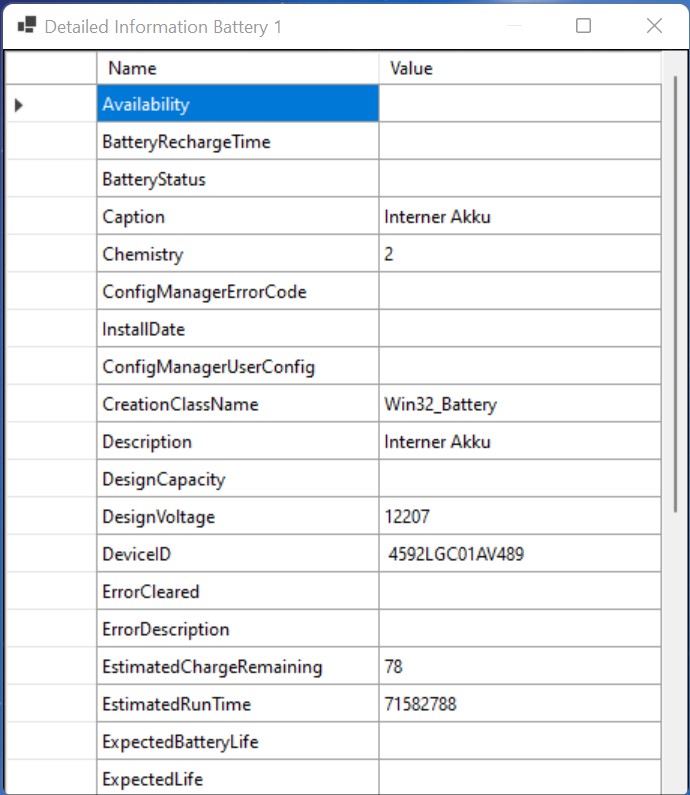 Detailed Information Battery 1
Name Value
Availability
BatteryRechargeTime
BatteryStatus
Caption Interner Akku
Chemistry 2
ConfigManagerErrorCode
InstallDate
ConfigManagerUserConfig
CreationClassName Win32_Battery
Description Interner Akku
DesignCapacity
DesignVoltage 12207
DeviceID 4592LGC01AV489
ErrorCleared
ErrorDescription
EstimatedChargeRemaining 78
EstimatedRunTime 71582788
ExpectedBatteryLife
ExpectedLife